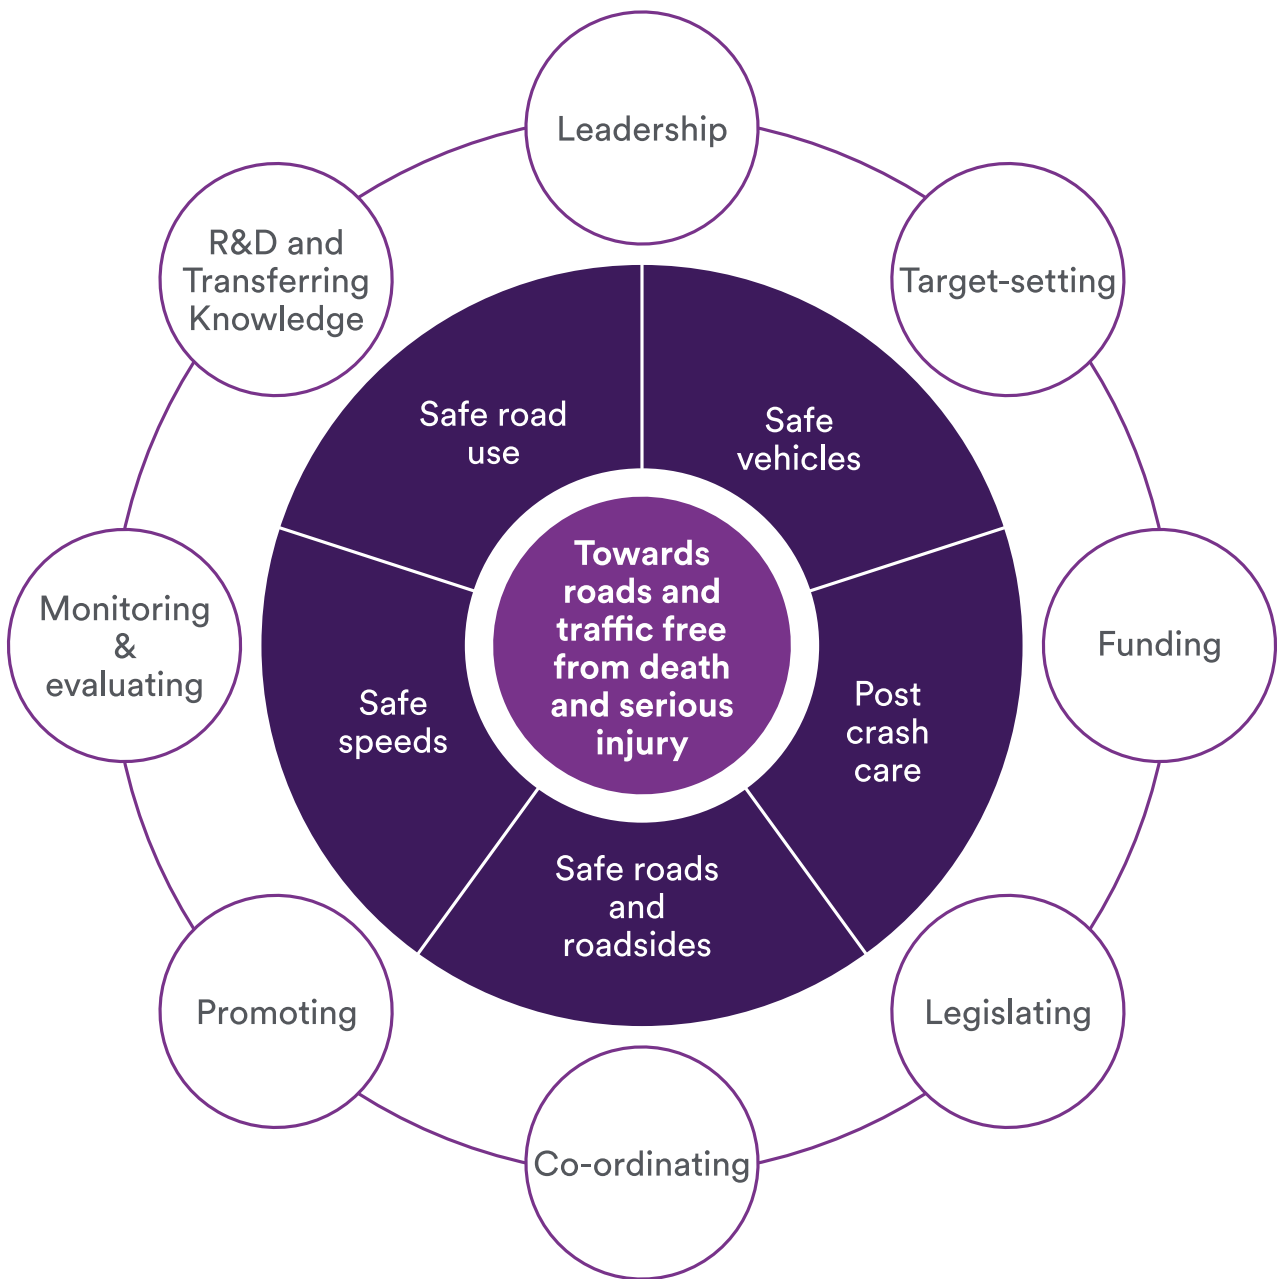 Leadership
Target-setting
Funding
Legislating
Co-ordinating
Promoting
Monitoring
&
evaluating
R&D and
Transferring
Knowledge
Safe vehicles
Post
crash
care
Safe roads
and
roadsides
Safe
speeds
Safe road
use
Towards
roads and
traffic free
from death
and serious
injury